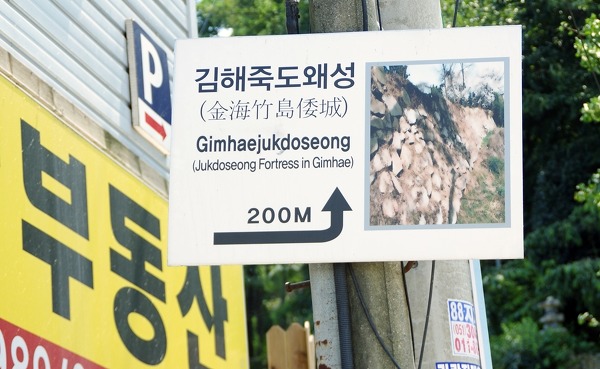 김해죽도왜성
(金海竹島倭城)
Gimhaejukdoseong
(Jukdoseong Fortress in Gimhae)
200M
P
부동산